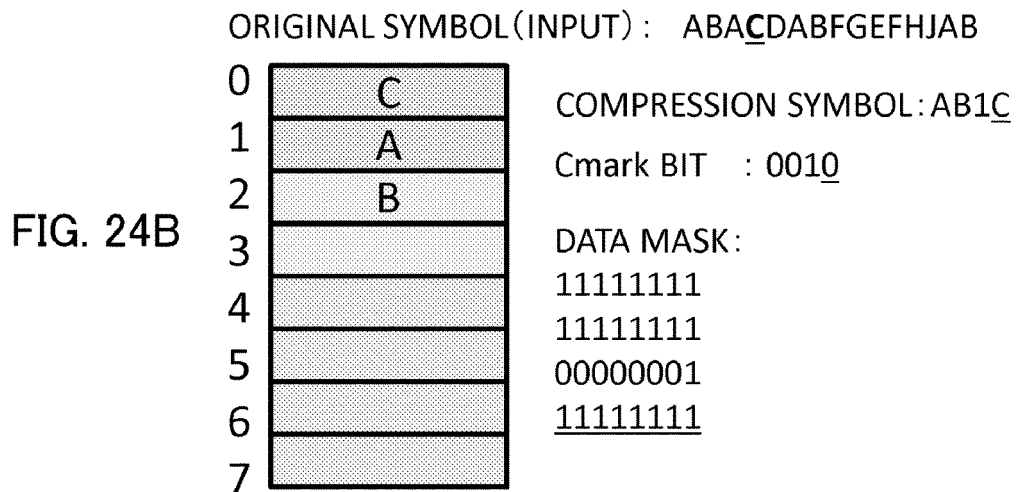 ORIGINAL SYMBOL(INPUT): ABACDABFGEFHJAB
0 C
1 A
2 B
3
4
5
6
7
COMPRESSION SYMBOL:AB1C
Cmark BIT : 0010
FIG. 24B
DATA MASK:
11111111
11111111
00000001
11111111